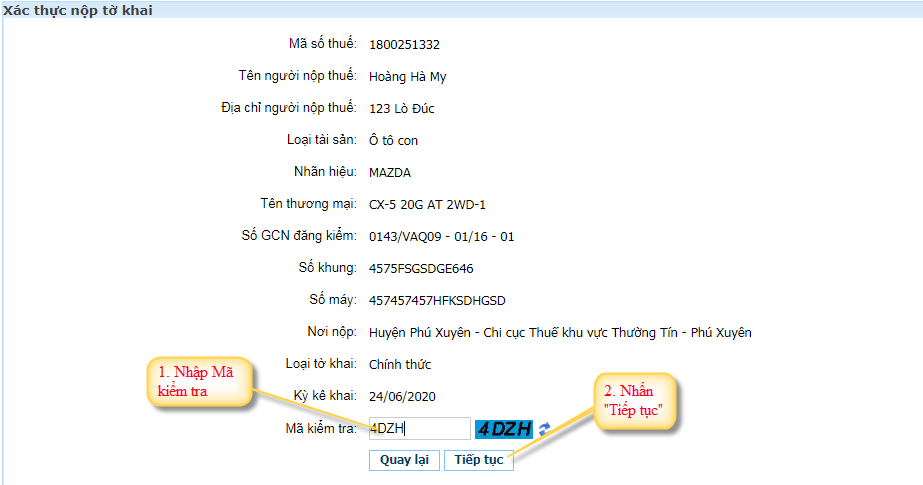 Xác thực nộp tờ khai
Mã số thuế: 1800251332
Tên người nộp thuế: Hoàng Hà My
Địa chỉ người nộp thuế: 123 Lò Đúc
Loại tài sản: Ô tô con
Nhãn hiệu: MAZDA
Tên thương mại: CX-5 20G AT 2WD-1
Số GCN đăng kiểm: 0143/VAQ09 - 01/16 - 01
Số khung: 4575FSGSDGE646
Số máy: 457457457HFKSDHGSD
Nơi nộp: Huyện Phú Xuyên - Chi cục Thuế khu vực Thường Tín - Phú Xuyên
Loại tờ khai: Chính thức
Kỳ kê khai: 24/06/2020
1. Nhập Mã
kiểm tra
2. Nhấn
"Tiếp tục"
Mã kiểm tra: 4DZH 4DZH
Quay lại Tiếp tục